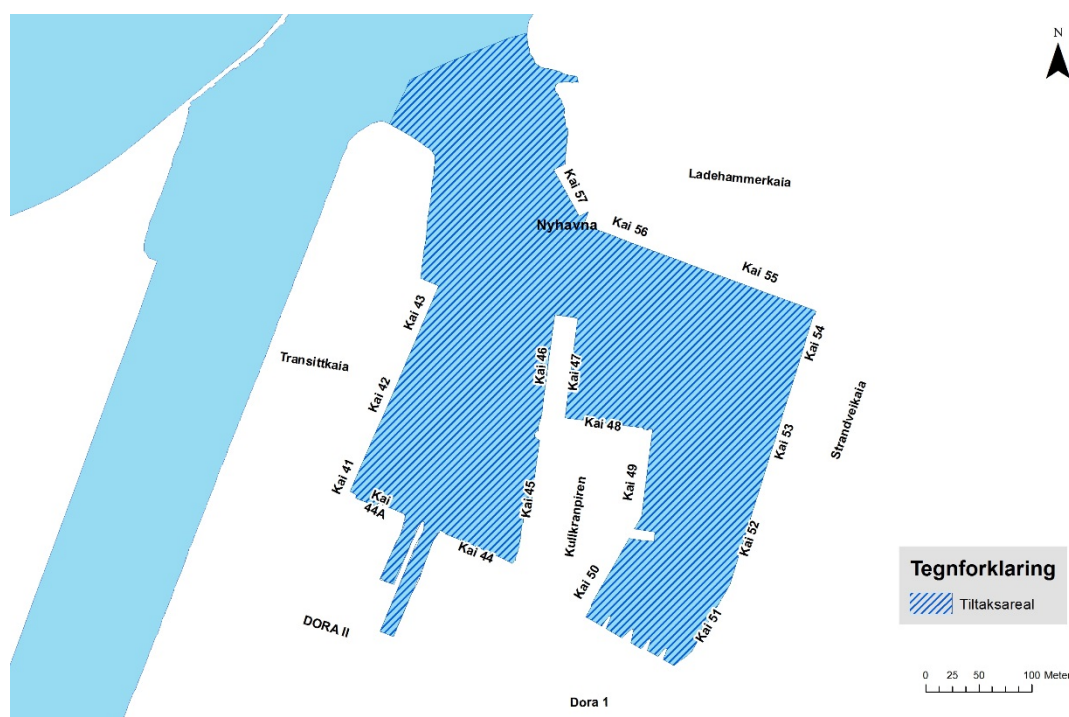 N
Ladehammerkaia
Kai 57
Nyhavna
Kai 56
Kai 55
Kai 43
Kai 54
Transittkaia
Kai 46
Kai 47
Kai 42
Kai 48
Kai 53
Strandveikaia
Kai 41
Kai
44A
Kai 45
Kai 49
Kullkranpiren
Kai 44
Kai 52
Kai 50
Kai 51
DORA II
Dora 1
Tegnforklaring
Tiltaksareal
0 25 50 100 Meter